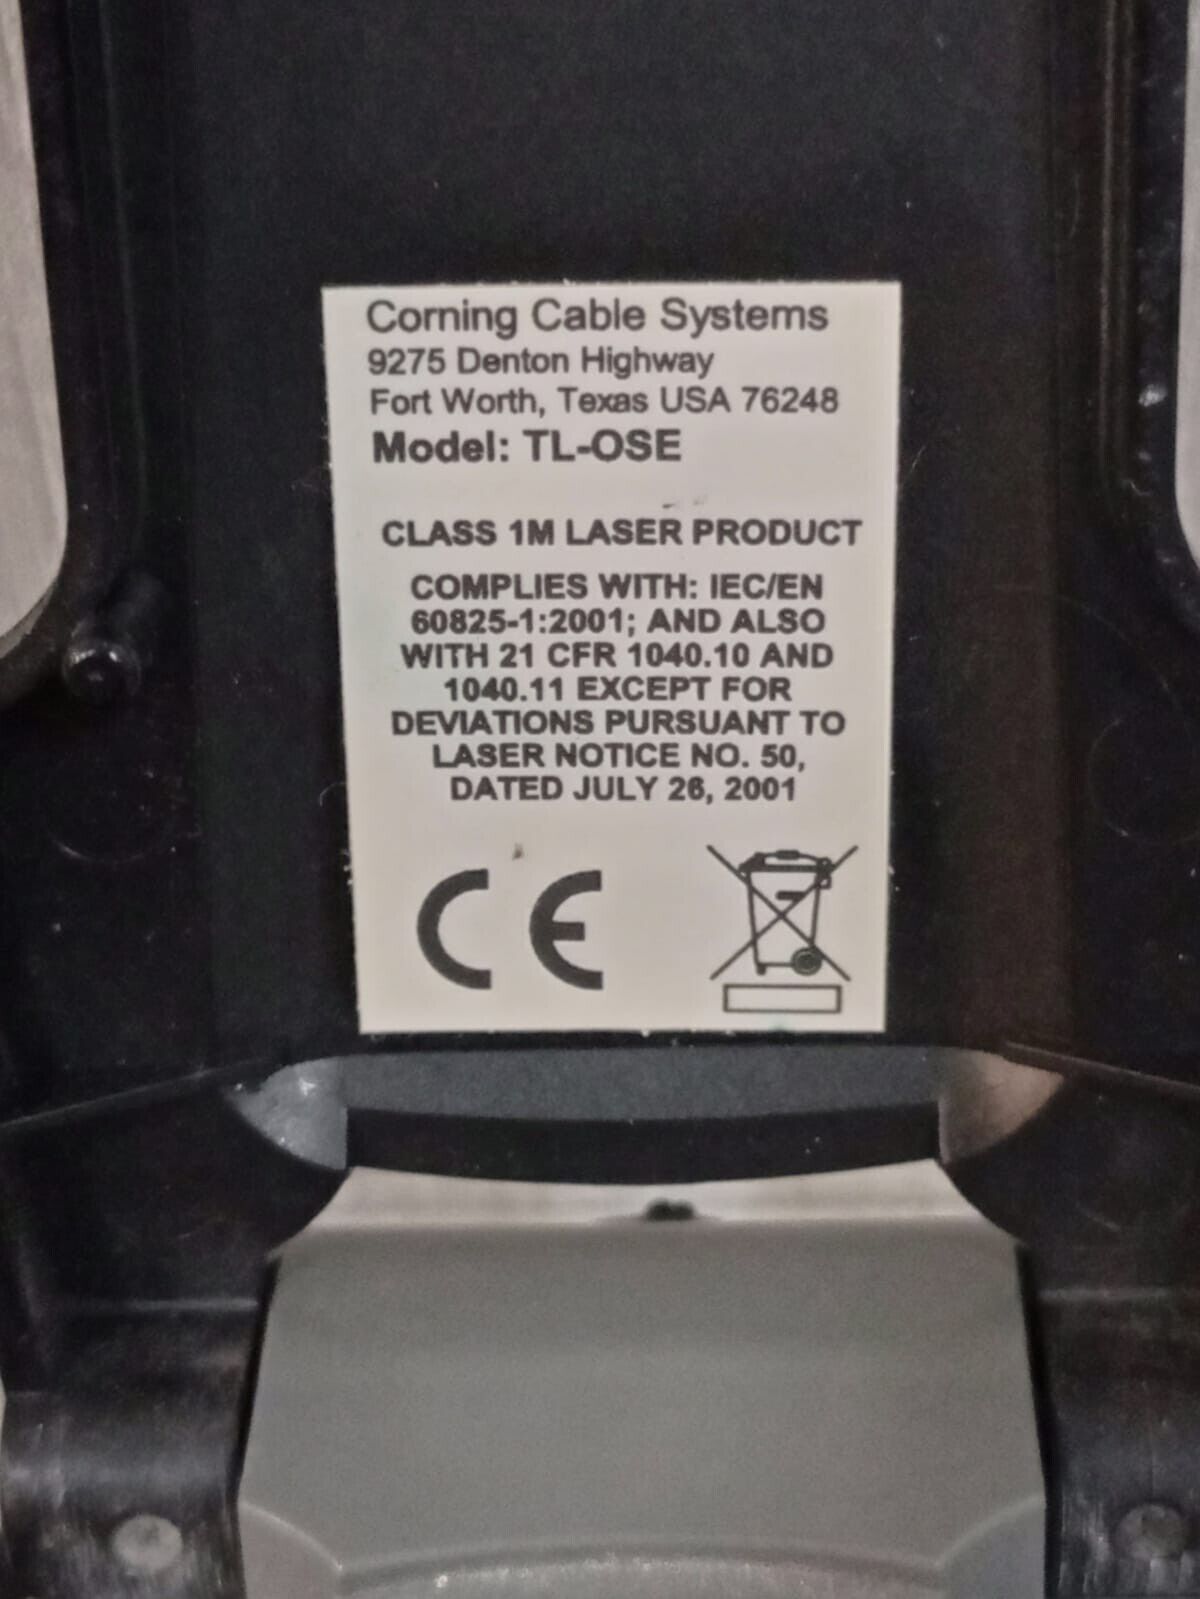 Corning Cable Systems
9275 Denton Highway
Fort Worth, Texas USA 76248
Model: TL-OSE
CLASS 1M LASER PRODUCT
COMPLIES WITH: IEC/EN
60825-1:2001; AND ALSO
WITH 21 CFR 1040.10 AND
1040.11 EXCEPT FOR
DEVIATIONS PURSUANT TO
LASER NOTICE NO. 50,
DATED JULY 26, 2001
CE